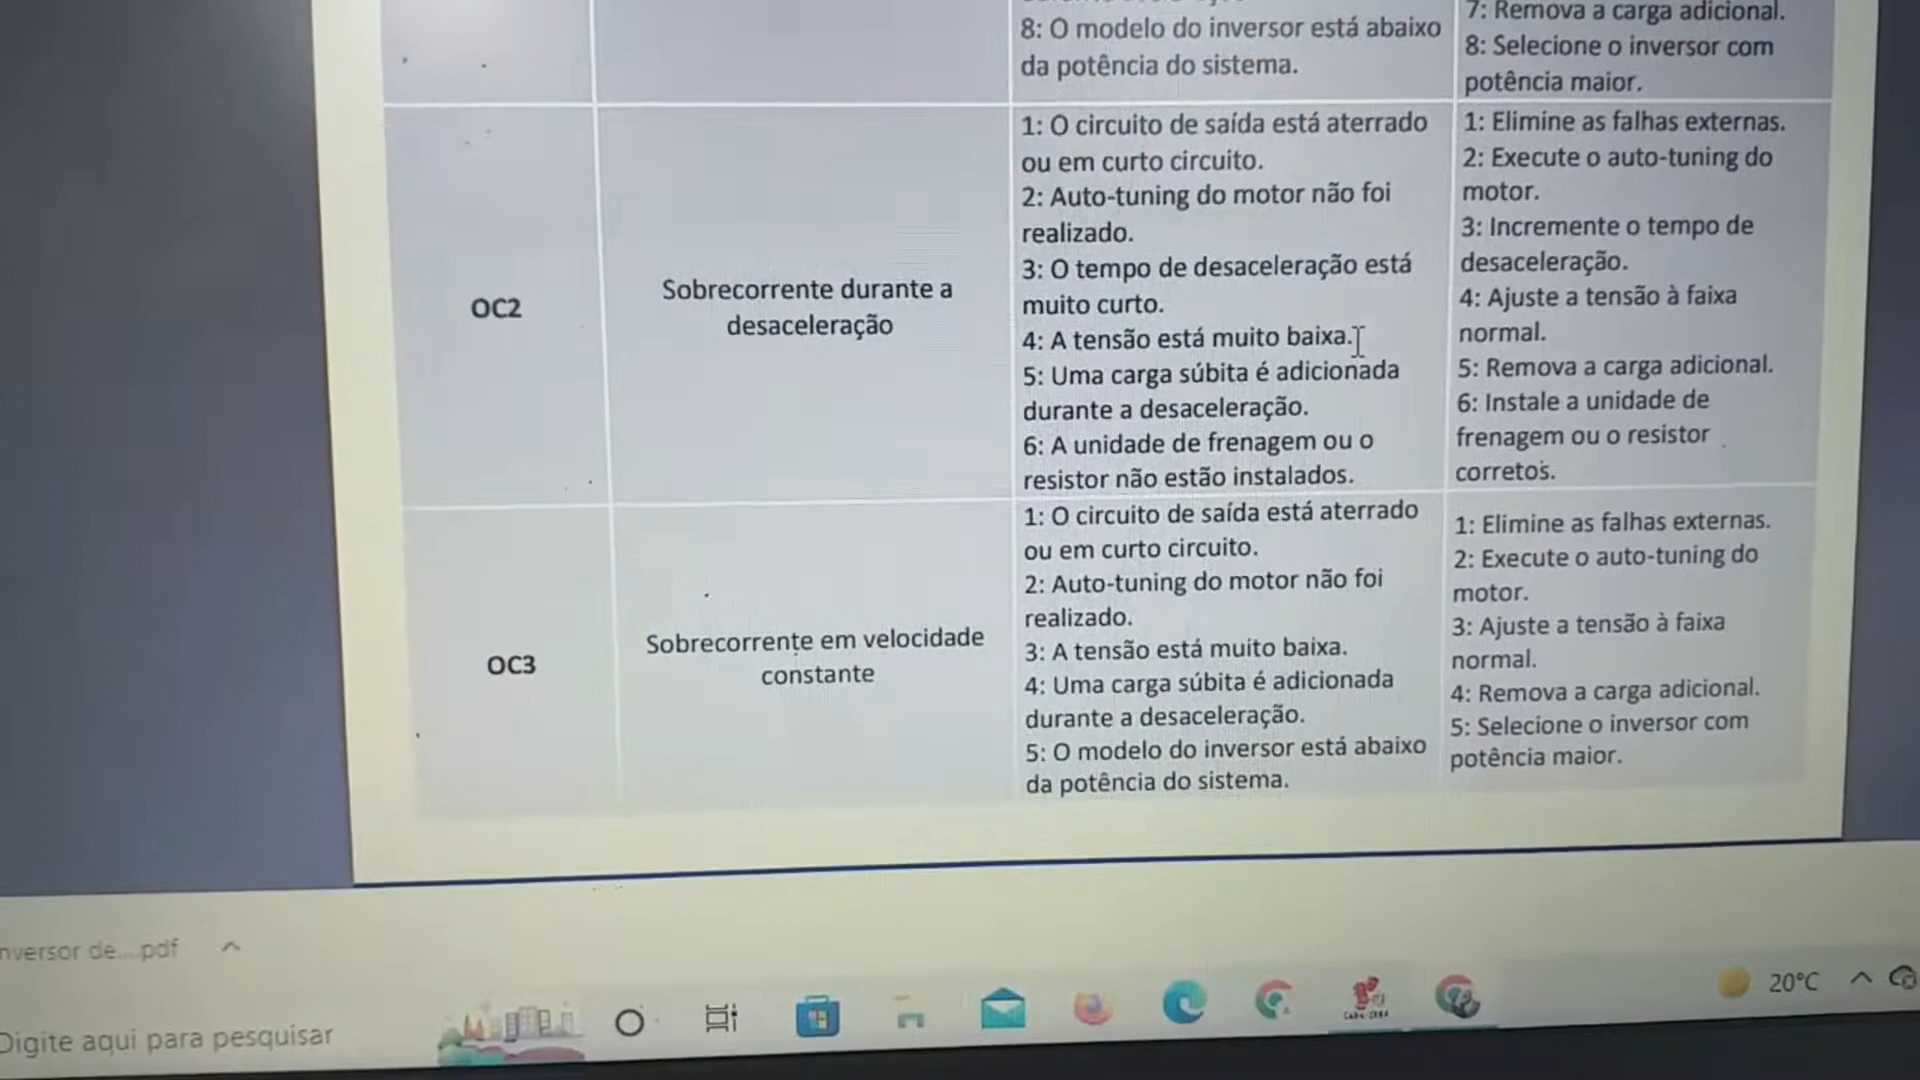 8: O modelo do inversor está abaixo
da potência do sistema.
7: Remova a carga adicional.
8: Selecione o inversor com
potência maior.
OC2
Sobrecorrente durante a
desaceleração
1: O circuito de saída está aterrado
ou em curto circuito.
2: Auto-tuning do motor não foi
realizado.
3: O tempo de desaceleração está
muito curto.
4: A tensão está muito baixa.
5: Uma carga súbita é adicionada
durante a desaceleração.
6: A unidade de frenagem ou o
resistor não estão instalados.
1: Elimine as falhas externas.
2: Execute o auto-tuning do
motor.
3: Incremente o tempo de
desaceleração.
4: Ajuste a tensão à faixa
normal.
5: Remova a carga adicional.
6: Instale a unidade de
frenagem ou o resistor
corretos.
OC3
Sobrecorrente em velocidade
constante
1: O circuito de saída está aterrado
ou em curto circuito.
2: Auto-tuning do motor não foi
realizado.
3: A tensão está muito baixa.
4: Uma carga súbita é adicionada
durante a desaceleração.
5: O modelo do inversor está abaixo
da potência do sistema.
1: Elimine as falhas externas.
2: Execute o auto-tuning do
motor.
3: Ajuste a tensão à faixa
normal.
4: Remova a carga adicional.
5: Selecione o inversor com
potência maior.
nversor de....pdf
Digite aqui para pesquisar
20°C